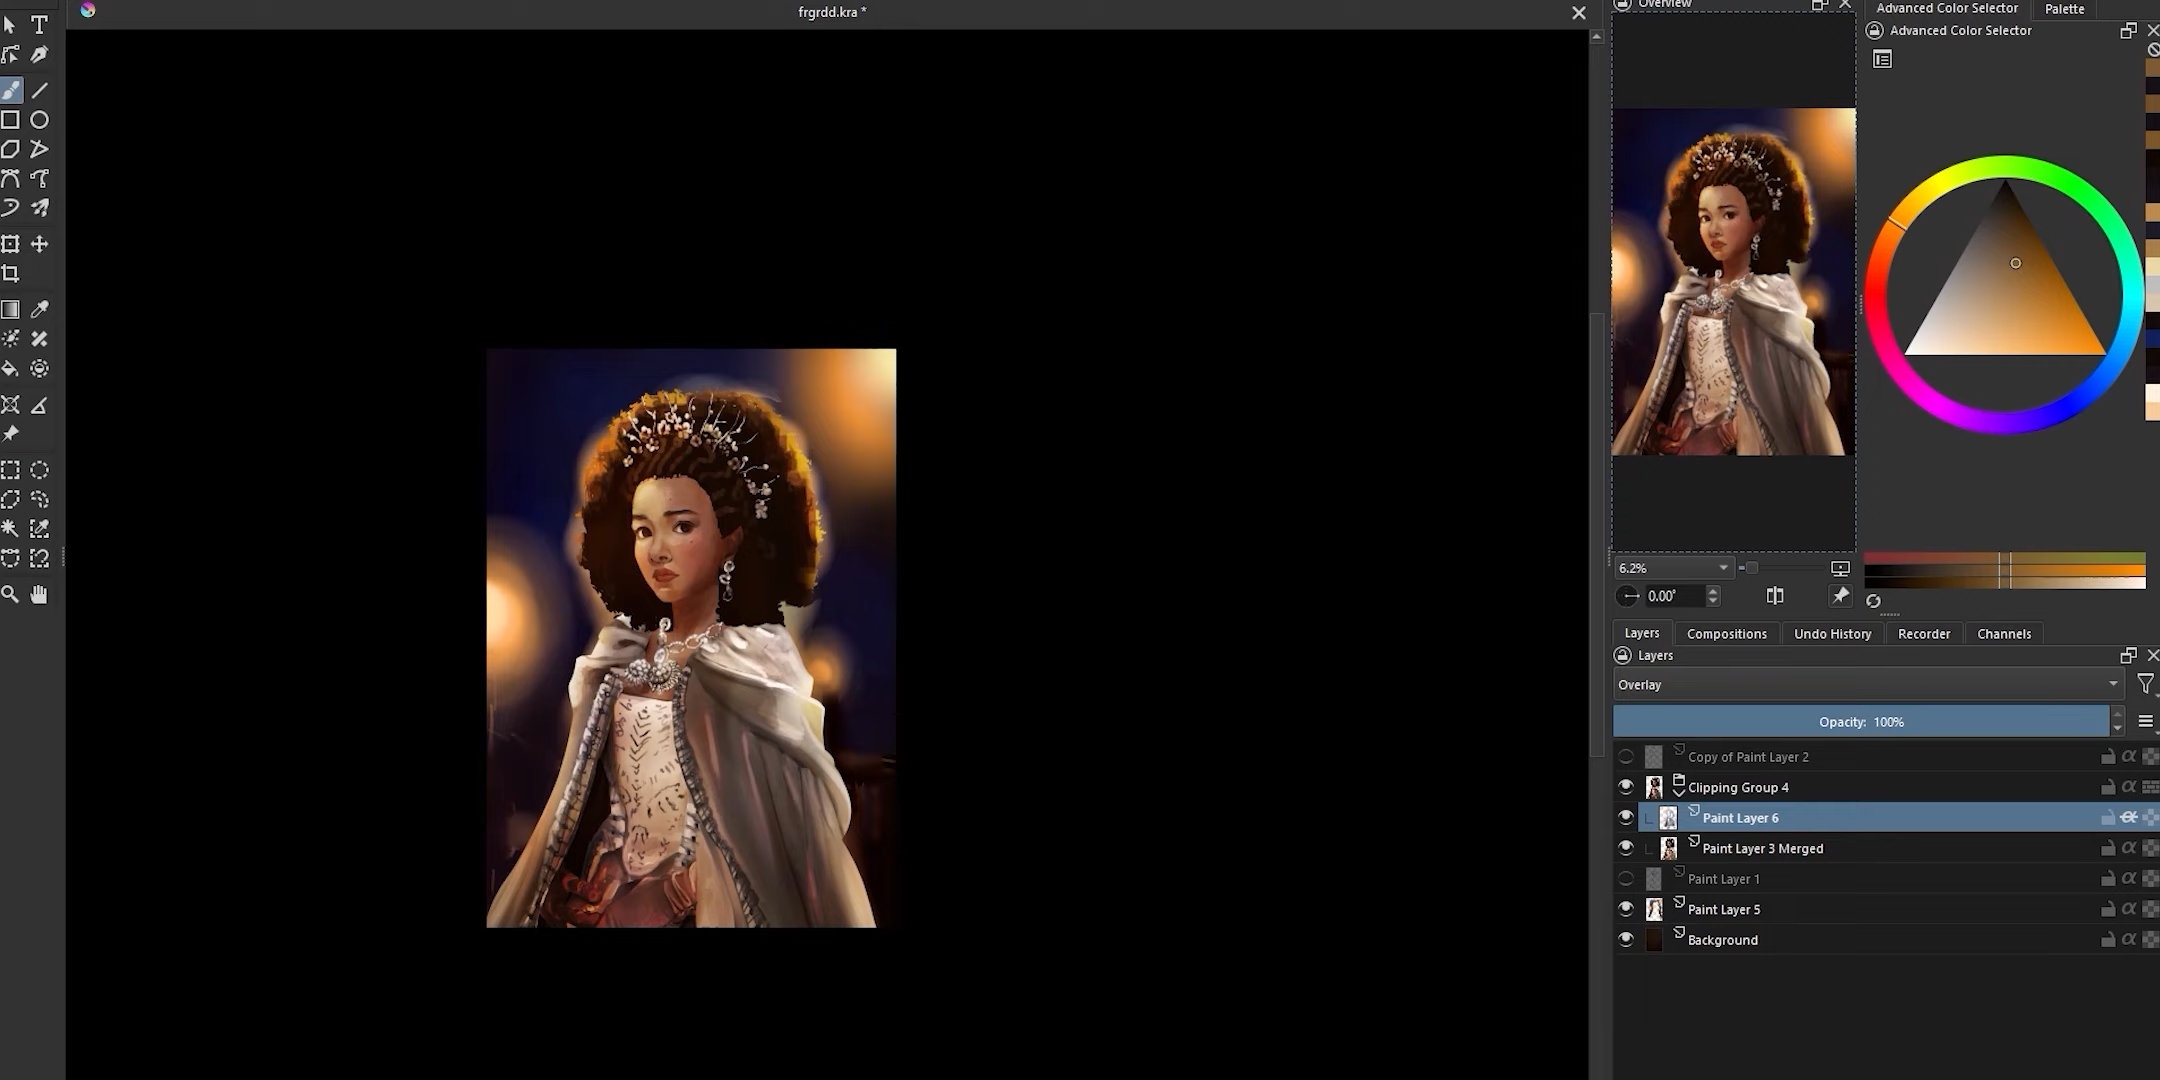 frgrdd.kra *
Overview
Advanced Color Selector
Palette
Advanced Color Selector
6.2%
0.00°
Layers
Compositions
Undo History
Recorder
Channels
Layers
Overlay
Opacity: 100%
Copy of Paint Layer 2
Clipping Group 4
Paint Layer 6
Paint Layer 3 Merged
Paint Layer 1
Paint Layer 5
Background